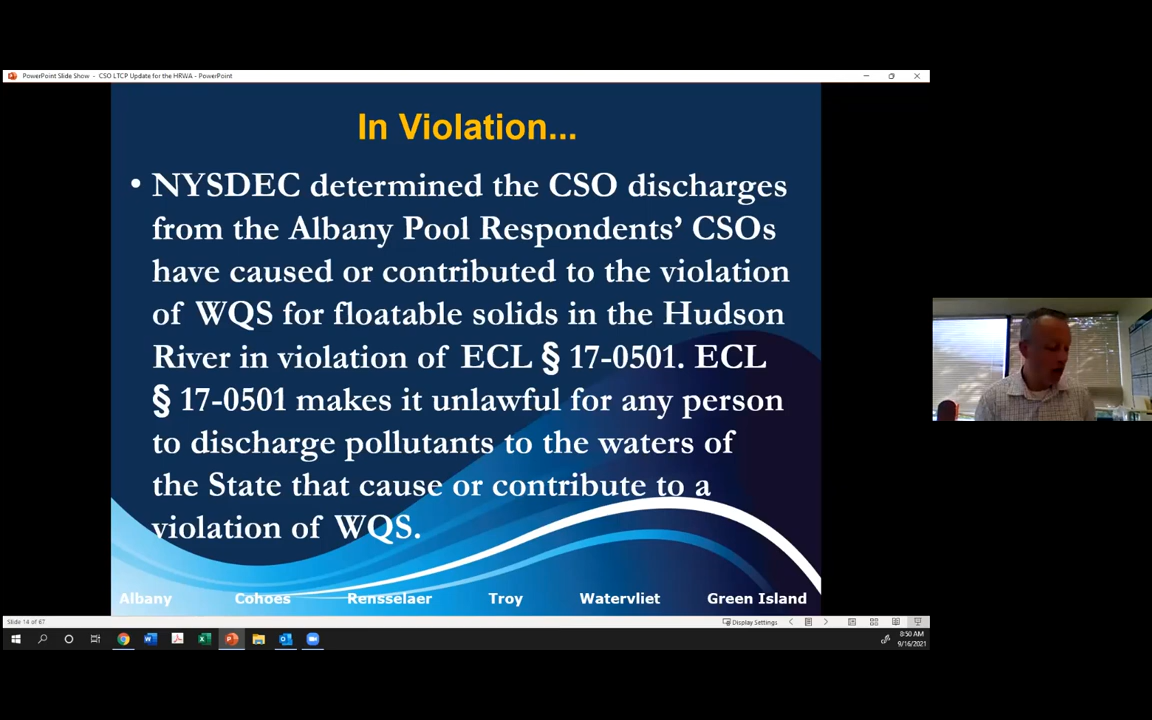 PowerPoint Slide Show - CSO LTCP Update for the HRWA - PowerPoint
In Violation...
• NYSDEC determined the CSO discharges
from the Albany Pool Respondents’ CSOs
have caused or contributed to the violation
of WQS for floatable solids in the Hudson
River in violation of ECL § 17-0501. ECL
§ 17-0501 makes it unlawful for any person
to discharge pollutants to the waters of
the State that cause or contribute to a
violation of WQS.
Albany Cohoes Rensselaer Troy Watervliet Green Island
Slide 14 of 67 Display Settings
8:50 AM
9/16/2021